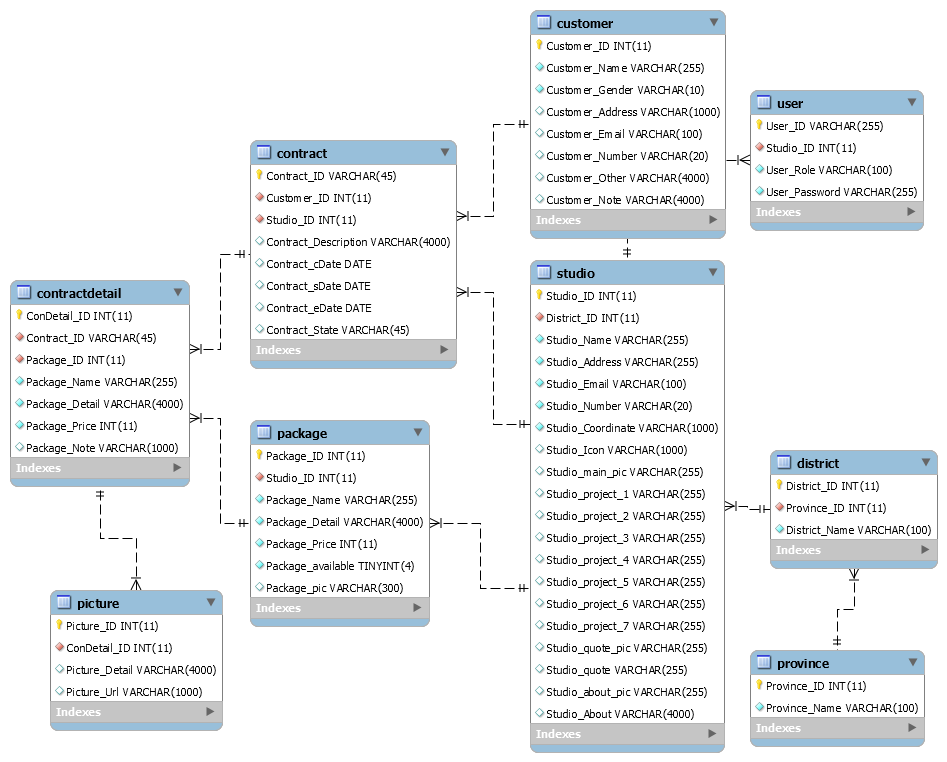 customer
Customer_ID INT(11)
Customer_Name VARCHAR(255)
Customer_Gender VARCHAR(10)
Customer_Address VARCHAR(1000)
Customer_Email VARCHAR(100)
Customer_Number VARCHAR(20)
Customer_Other VARCHAR(4000)
Customer_Note VARCHAR(4000)
Indexes
user
User_ID VARCHAR(255)
Studio_ID INT(11)
User_Role VARCHAR(100)
User_Password VARCHAR(255)
Indexes
contract
Contract_ID VARCHAR(45)
Customer_ID INT(11)
Studio_ID INT(11)
Contract_Description VARCHAR(4000)
Contract_cDate DATE
Contract_sDate DATE
Contract_eDate DATE
Contract_State VARCHAR(45)
Indexes
studio
Studio_ID INT(11)
District_ID INT(11)
Studio_Name VARCHAR(255)
Studio_Address VARCHAR(255)
Studio_Email VARCHAR(100)
Studio_Number VARCHAR(20)
Studio_Coordinate VARCHAR(1000)
Studio_Icon VARCHAR(1000)
Studio_main_pic VARCHAR(255)
Studio_project_1 VARCHAR(255)
Studio_project_2 VARCHAR(255)
Studio_project_3 VARCHAR(255)
Studio_project_4 VARCHAR(255)
Studio_project_5 VARCHAR(255)
Studio_project_6 VARCHAR(255)
Studio_project_7 VARCHAR(255)
Studio_quote_pic VARCHAR(255)
Studio_quote VARCHAR(255)
Studio_about_pic VARCHAR(255)
Studio_About VARCHAR(4000)
Indexes
contractdetail
ConDetail_ID INT(11)
Contract_ID VARCHAR(45)
Package_ID INT(11)
Package_Name VARCHAR(255)
Package_Detail VARCHAR(4000)
Package_Price INT(11)
Package_Note VARCHAR(1000)
Indexes
package
Package_ID INT(11)
Studio_ID INT(11)
Package_Name VARCHAR(255)
Package_Detail VARCHAR(4000)
Package_Price INT(11)
Package_available TINYINT(4)
Package_pic VARCHAR(300)
Indexes
district
District_ID INT(11)
Province_ID INT(11)
District_Name VARCHAR(100)
Indexes
picture
Picture_ID INT(11)
ConDetail_ID INT(11)
Picture_Detail VARCHAR(4000)
Picture_Url VARCHAR(1000)
Indexes
province
Province_ID INT(11)
Province_Name VARCHAR(100)
Indexes